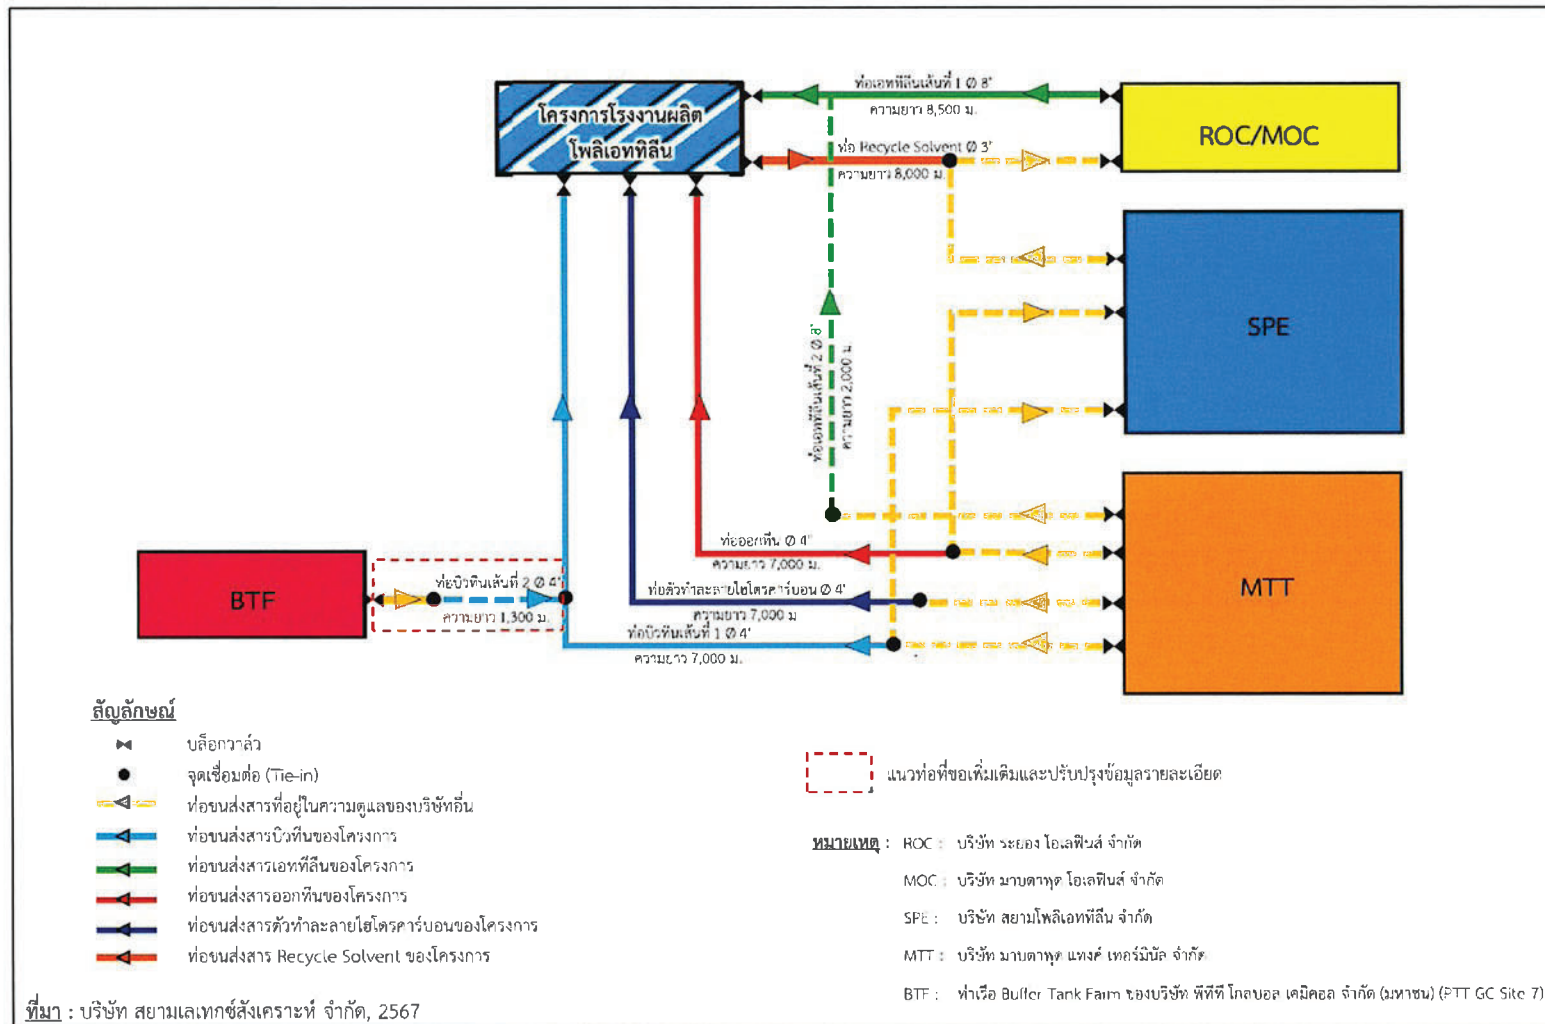 ท่อเอททีลีนเส้นที่ 1 Ø 8"
ความยาว 8,500 ม.
โครงการโรงงานผลิต
โพลิเอททิลีน
ROC/MOC
ท่อ Recycle Solvent Ø 3"
ความยาว 8,000 ม.
SPE
ท่อเอททีลีนเส้นที่ 2 Ø 8"
ความยาว 2,000 ม.
ท่อออกทีน Ø 4"
ความยาว 7,000 ม.
MTT
BTF
ท่อบิวทีนเส้นที่ 2 Ø 4"
ความยาว 1,300 ม.
ท่อตัวทำละลายไฮโดรคาร์บอน Ø 4"
ความยาว 7,000 ม
ท่อบิวทีนเส้นที่ 1 Ø 4"
ความยาว 7,000 ม.
สัญลักษณ์
บล็อกวาล์ว
จุดเชื่อมต่อ (Tie-in)
ท่อขนส่งสารที่อยู่ในความดูแลของบริษัทอื่น
ท่อขนส่งสารบิวทีนของโครงการ
ท่อขนส่งสารเอททีลีนของโครงการ
ท่อขนส่งสารออกทีนของโครงการ
ท่อขนส่งสารตัวทำละลายไฮโดรคาร์บอนของโครงการ
ท่อขนส่งสาร Recycle Solvent ของโครงการ
แนวท่อที่ขอเพิ่มเติมและปรับปรุงข้อมูลรายละเอียด
หมายเหตุ : ROC : บริษัท ระยอง โอเลฟินส์ จำกัด
MOC : บริษัท มาบตาพุด โอเลฟินส์ จำกัด
SPE : บริษัท สยามโพลิเอททีลีน จำกัด
MTT : บริษัท มาบตาพุด แทงค์ เทอร์มินัล จำกัด
BTF : ท่าเรือ Buffer Tank Farm ของบริษัท พีทีที โกลบอล เคมิคอล จำกัด (มหาชน) (PTT GC Site 7)
ที่มา : บริษัท สยามเลเทกซ์สังเคราะห์ จำกัด, 2567